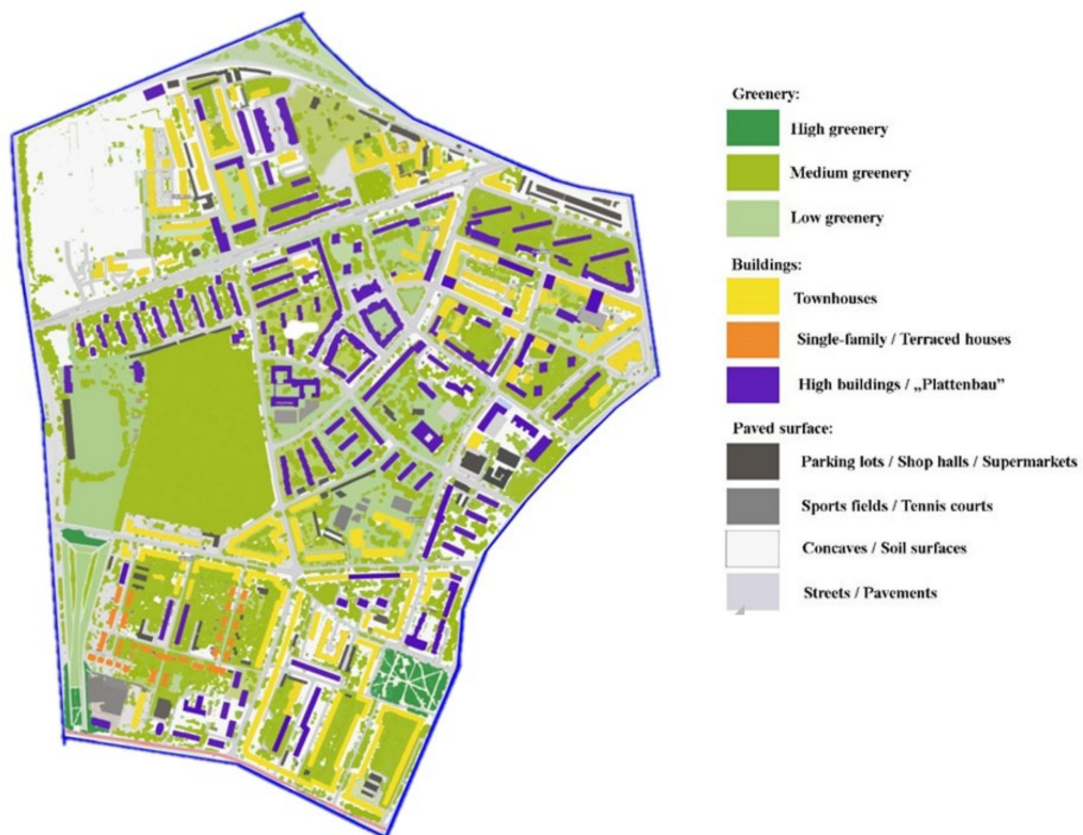 Greenery:
High greenery
Medium greenery
Low greenery
Buildings:
Townhouses
Single-family / Terraced houses
High buildings / „Plattenbau”
Paved surface:
Parking lots / Shop halls / Supermarkets
Sports fields / Tennis courts
Concaves / Soil surfaces
Streets / Pavements